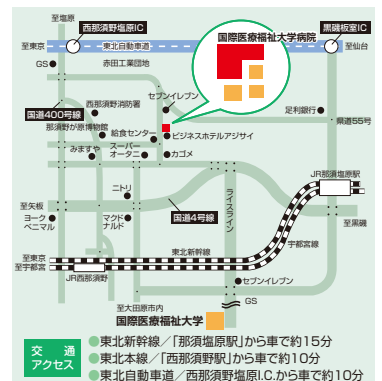 至塩原
西那須野塩原IC
黒磯板室IC
国際医療福祉大学病院
至東京
東北自動車道
至仙台
GS
赤田工業団地
セブンイレブン
足利銀行
国道400号線
西那須野消防署
県道55号
那須野が原博物館
給食センター
ビジネスホテルアジサイ
みますや
スーパー
オータニ
カゴメ
JR那須塩原駅
ニトリ
ライスライン
至矢板
国道4号線
至黒磯
ヨーク
ベニマル
マクド
ナルド
宇都宮線
東北新幹線
至東京
至宇都宮
JR西那須野
セブンイレブン
GS
至大田原市内
国際医療福祉大学
交通
アクセス
●東北新幹線/「那須塩原駅」から車で約15分
●東北本線/「西那須野駅」から車で約10分
●東北自動車道/西那須野塩原I.C.から車で約10分